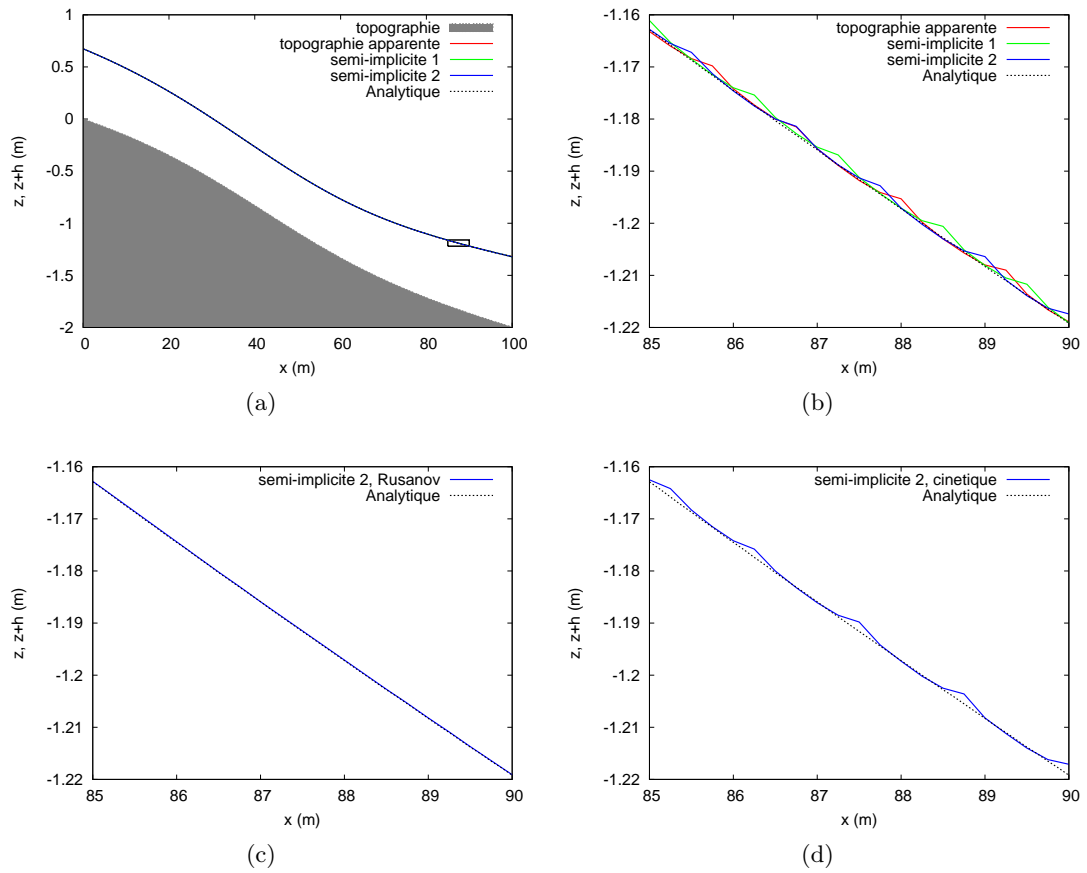 topographie
topographie apparente
semi-implicite 1
semi-implicite 2
Analytique
z, z+h (m)
1
0.5
0
-0.5
-1
-1.5
-2
0 20 40 60 80 100
x (m)
(a)
topographie apparente
semi-implicite 1
semi-implicite 2
Analytique
z, z+h (m)
-1.16
-1.17
-1.18
-1.19
-1.2
-1.21
-1.22
85 86 87 88 89 90
x (m)
(b)
semi-implicite 2, Rusanov
Analytique
z, z+h (m)
-1.16
-1.17
-1.18
-1.19
-1.2
-1.21
-1.22
85 86 87 88 89 90
x (m)
(c)
semi-implicite 2, cinetique
Analytique
z, z+h (m)
-1.16
-1.17
-1.18
-1.19
-1.2
-1.21
-1.22
85 86 87 88 89 90
x (m)
(d)